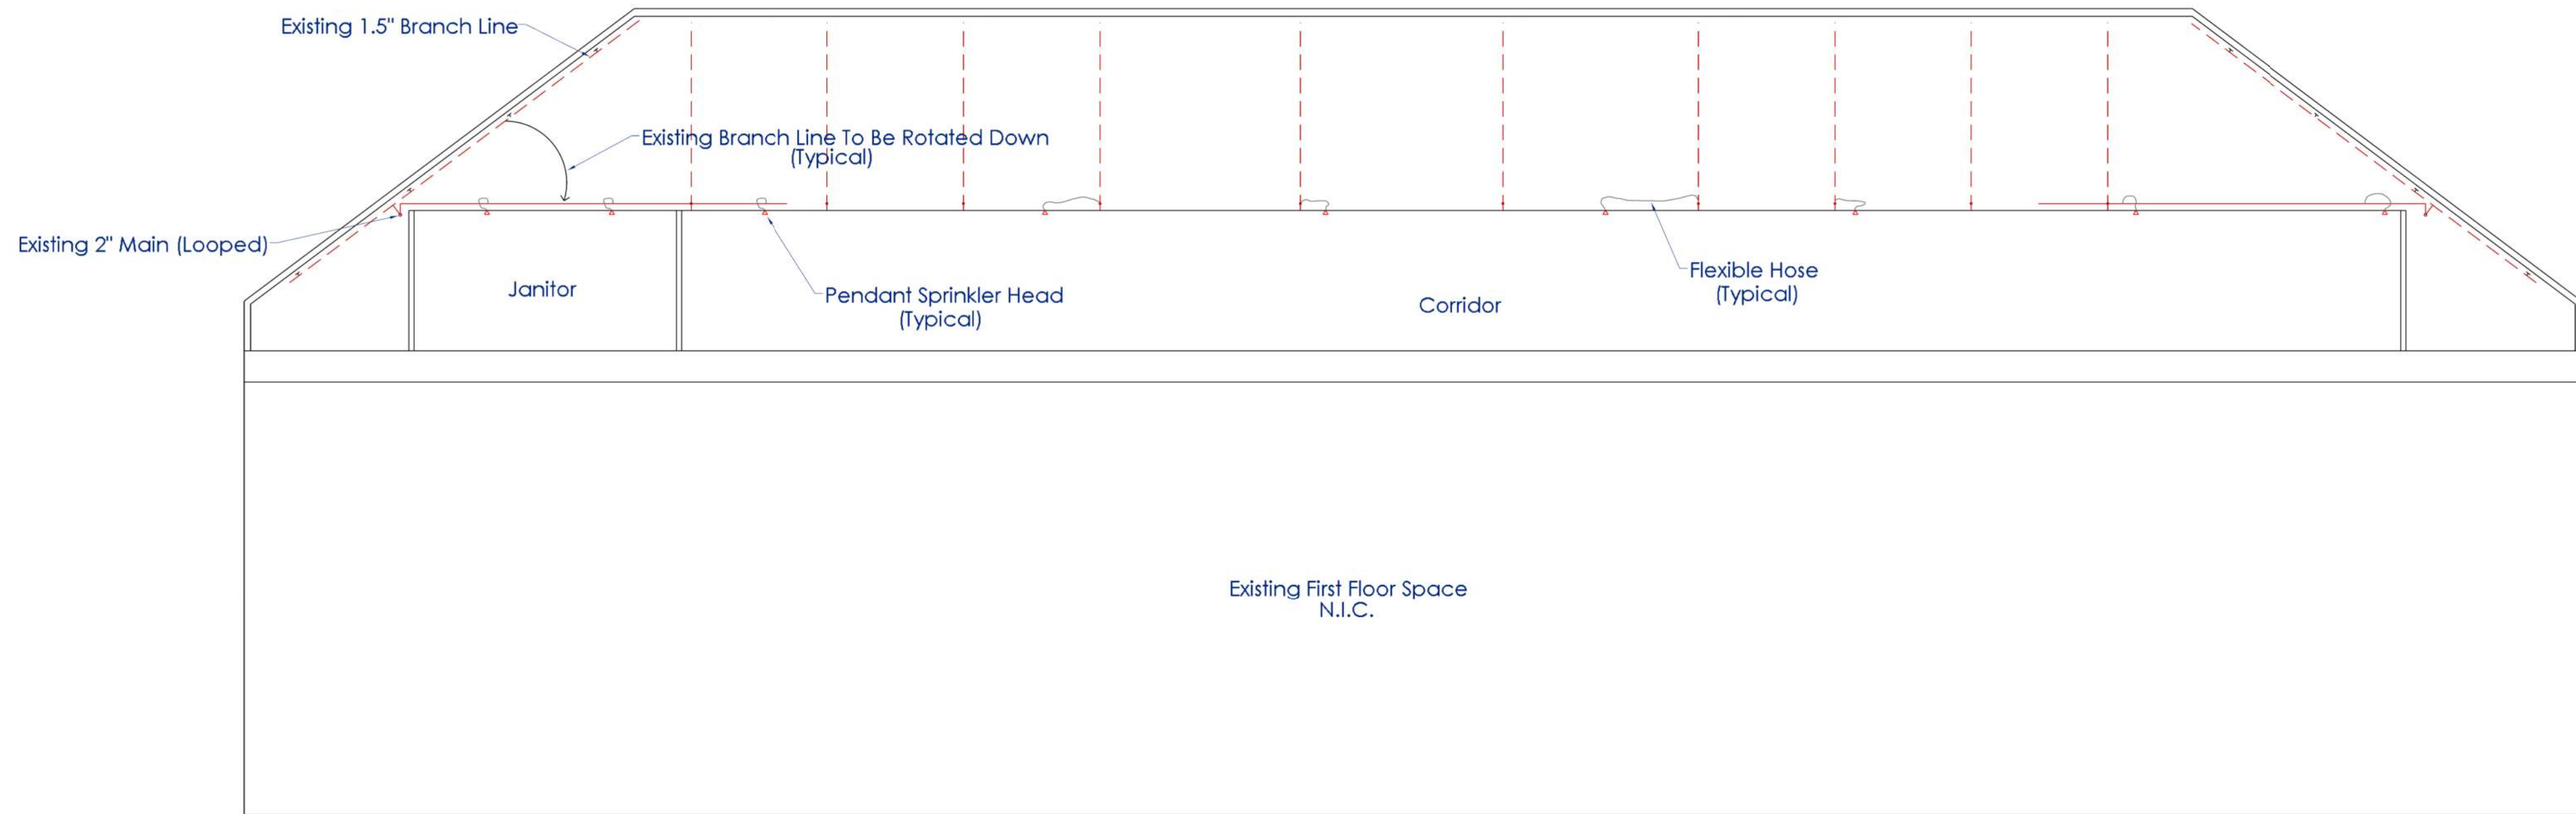 Existing 1.5" Branch Line
Existing Branch Line To Be Rotated Down
(Typical)
Existing 2" Main (Looped)
Janitor
Pendant Sprinkler Head
(Typical)
Corridor
Flexible Hose
(Typical)
Existing First Floor Space
N.I.C.